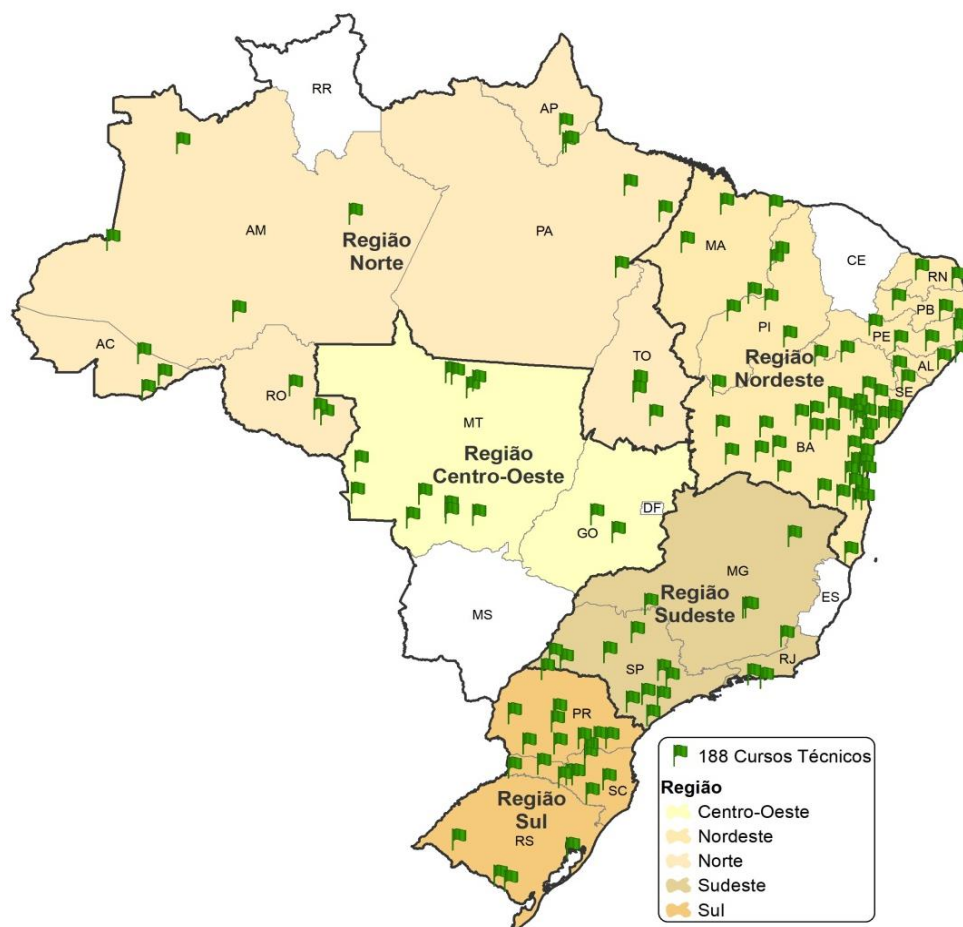 RR
AP
AM
Região
Norte
PA
MA
CE
RN
PB
PI
PE
AL
SE
Região
Nordeste
AC
TO
RO
MT
BA
Região
Centro-Oeste
DF
GO
MG
ES
Região
Sudeste
MS
SP
RJ
PR
SC
Região
Sul
RS
188 Cursos Técnicos
Região
Centro-Oeste
Nordeste
Norte
Sudeste
Sul